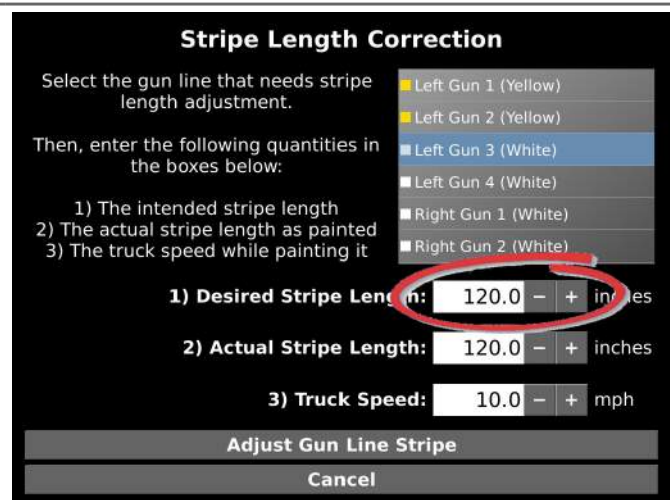 Stripe Length Correction
Select the gun line that needs stripe
length adjustment.
Then, enter the following quantities in
the boxes below:
1) The intended stripe length
2) The actual stripe length as painted
3) The truck speed while painting it
Left Gun 1 (Yellow)
Left Gun 2 (Yellow)
Left Gun 3 (White)
Left Gun 4 (White)
Right Gun 1 (White)
Right Gun 2 (White)
1) Desired Stripe Length: 120.0 - + inches
2) Actual Stripe Length: 120.0 - + inches
3) Truck Speed: 10.0 - + mph
Adjust Gun Line Stripe
Cancel